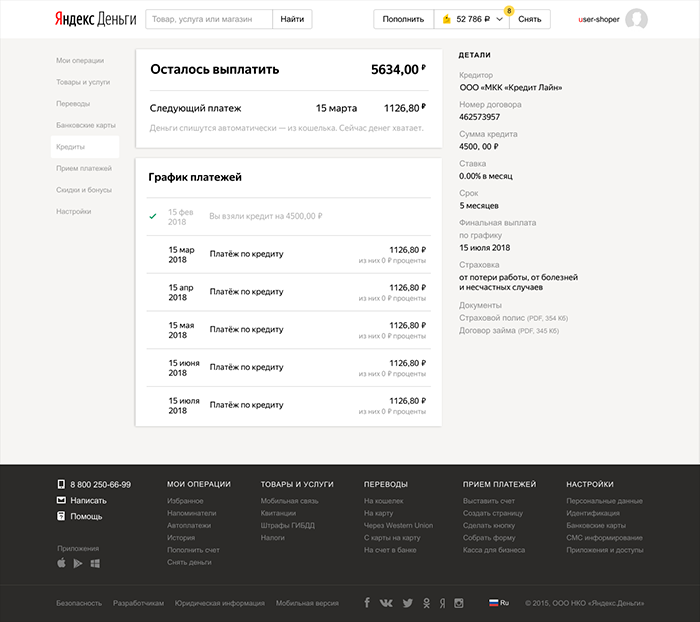 Яндекс Деньги
Товар, услуга или магазин
Найти
Пополнить
52 786 ₽
8
Снять
user-shoper
Мои операции
Товары и услуги
Переводы
Банковские карты
Кредиты
Прием платежей
Скидки и бонусы
Настройки
Осталось выплатить 5634,00 ₽
Следующий платеж 15 марта 1126,80 ₽
Деньги спишутся автоматически — из кошелька. Сейчас денег хватает.
График платежей
15 фев 2018 Вы взяли кредит на 4500,00 ₽
15 мар 2018 Платёж по кредиту 1126,80 ₽
из них 0 ₽ проценты
15 апр 2018 Платёж по кредиту 1126,80 ₽
из них 0 ₽ проценты
15 мая 2018 Платёж по кредиту 1126,80 ₽
из них 0 ₽ проценты
15 июня 2018 Платёж по кредиту 1126,80 ₽
из них 0 ₽ проценты
15 июля 2018 Платёж по кредиту 1126,80 ₽
из них 0 ₽ проценты
ДЕТАЛИ
Кредитор
ООО «МКК «Кредит Лайн»
Номер договора
462573957
Сумма кредита
4500, 00 ₽
Ставка
0.00% в месяц
Срок
5 месяцев
Финальная выплата
по графику
15 июля 2018
Страховка
от потери работы, от болезней
и несчастных случаев
Документы
Страховой полис (PDF, 354 Кб)
Договор займа (PDF, 345 Кб)
8 800 250-66-99
Написать
Помощь
Приложения
МОИ ОПЕРАЦИИ
Избранное
Напоминатели
Автоплатежи
История
Пополнить счет
Снять деньги
ТОВАРЫ И УСЛУГИ
Мобильная связь
Квитанции
Штрафы ГИБДД
Налоги
ПЕРЕВОДЫ
На кошелек
На карту
Через Western Union
С карты на карту
На счет в банке
ПРИЕМ ПЛАТЕЖЕЙ
Выставить счет
Создать страницу
Сделать кнопку
Собрать форму
Касса для бизнеса
НАСТРОЙКИ
Персональные данные
Идентификация
Банковские карты
СМС информирование
Приложения и доступы
Безопасность
Разработчикам
Юридическая информация
Мобильная версия
Ru
© 2015, ООО НКО «Яндекс.Деньги»